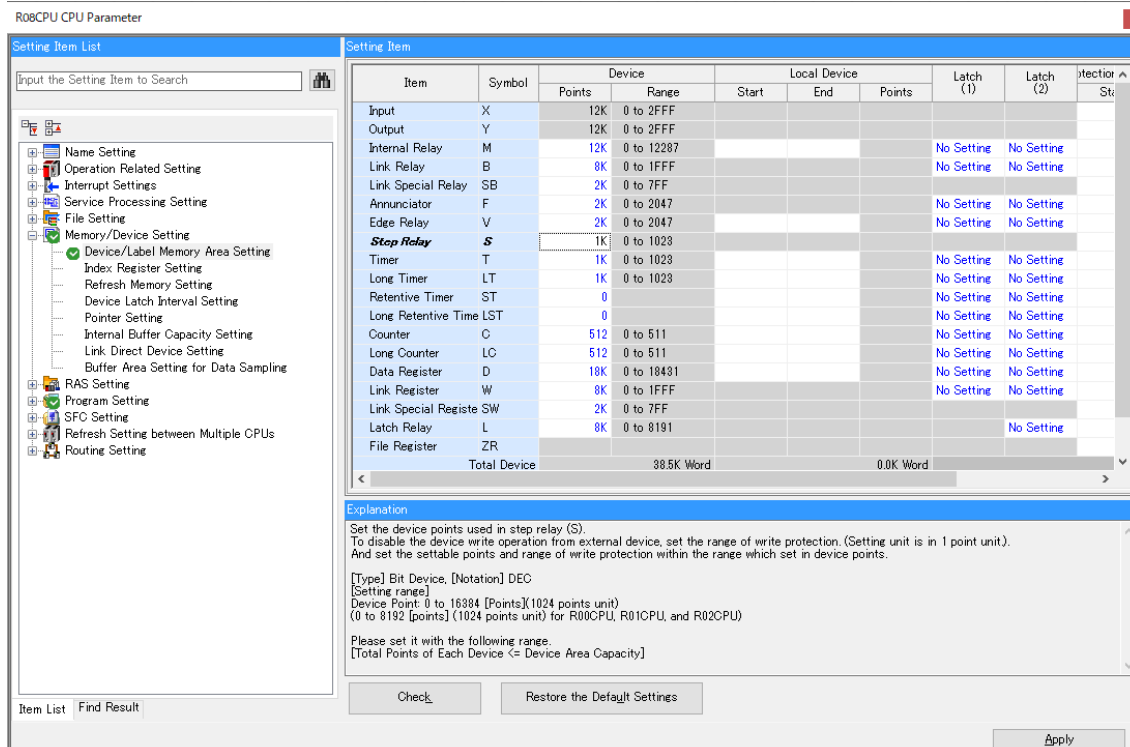 R08CPU CPU Parameter
Setting Item List
Input the Setting Item to Search
Name Setting
Operation Related Setting
Interrupt Settings
Service Processing Setting
File Setting
Memory/Device Setting
Device/Label Memory Area Setting
Index Register Setting
Refresh Memory Setting
Device Latch Interval Setting
Pointer Setting
Internal Buffer Capacity Setting
Link Direct Device Setting
Buffer Area Setting for Data Sampling
RAS Setting
Program Setting
SFC Setting
Refresh Setting between Multiple CPUs
Routing Setting
Item List Find Result
Setting Item
Item Symbol Device Local Device Latch (1) Latch (2) otection
Points Range Start End Points Sta
Input X 12K 0 to 2FFF
Output Y 12K 0 to 2FFF
Internal Relay M 12K 0 to 12287 No Setting No Setting
Link Relay B 8K 0 to 1FFF No Setting No Setting
Link Special Relay SB 2K 0 to 7FF
Annunciator F 2K 0 to 2047 No Setting No Setting
Edge Relay V 2K 0 to 2047 No Setting No Setting
Step Relay S 1K 0 to 1023
Timer T 1K 0 to 1023 No Setting No Setting
Long Timer LT 1K 0 to 1023 No Setting No Setting
Retentive Timer ST 0 No Setting No Setting
Long Retentive Time LST 0 No Setting No Setting
Counter C 512 0 to 511 No Setting No Setting
Long Counter LC 512 0 to 511 No Setting No Setting
Data Register D 18K 0 to 18431 No Setting No Setting
Link Register W 8K 0 to 1FFF No Setting No Setting
Link Special Registe SW 2K 0 to 7FF
Latch Relay L 8K 0 to 8191 No Setting
File Register ZR
Total Device 38.5K Word 0.0K Word
Explanation
Set the device points used in step relay (S).
To disable the device write operation from external device, set the range of write protection. (Setting unit is in 1 point unit.).
And set the settable points and range of write protection within the range which set in device points.
[Type] Bit Device, [Notation] DEC
[Setting range]
Device Point: 0 to 16384 [Points](1024 points unit)
(0 to 8192 [points] (1024 points unit) for R00CPU, R01CPU, and R02CPU)
Please set it with the following range.
[Total Points of Each Device <= Device Area Capacity]
Check Restore the Default Settings
Apply